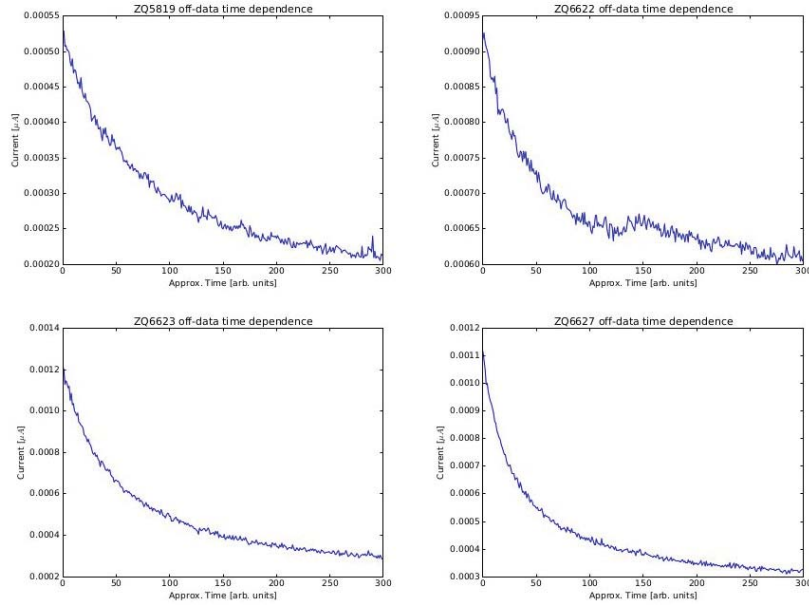 ZQ5819 off-data time dependence
0.00055
0.00050
0.00045
0.00040
0.00035
0.00030
0.00025
0.00020
Current [μA]
0 50 100 150 200 250 300
Approx. Time [arb. units]
ZQ6622 off-data time dependence
0.00095
0.00090
0.00085
0.00080
0.00075
0.00070
0.00065
0.00060
Current [μA]
0 50 100 150 200 250 300
Approx. Time [arb. units]
ZQ6623 off-data time dependence
0.0014
0.0012
0.0010
0.0008
0.0006
0.0004
0.0002
Current [μA]
0 50 100 150 200 250 300
Approx. Time [arb. units]
ZQ6627 off-data time dependence
0.0012
0.0011
0.0010
0.0009
0.0008
0.0007
0.0006
0.0005
0.0004
0.0003
Current [μA]
0 50 100 150 200 250 300
Approx. Time [arb. units]